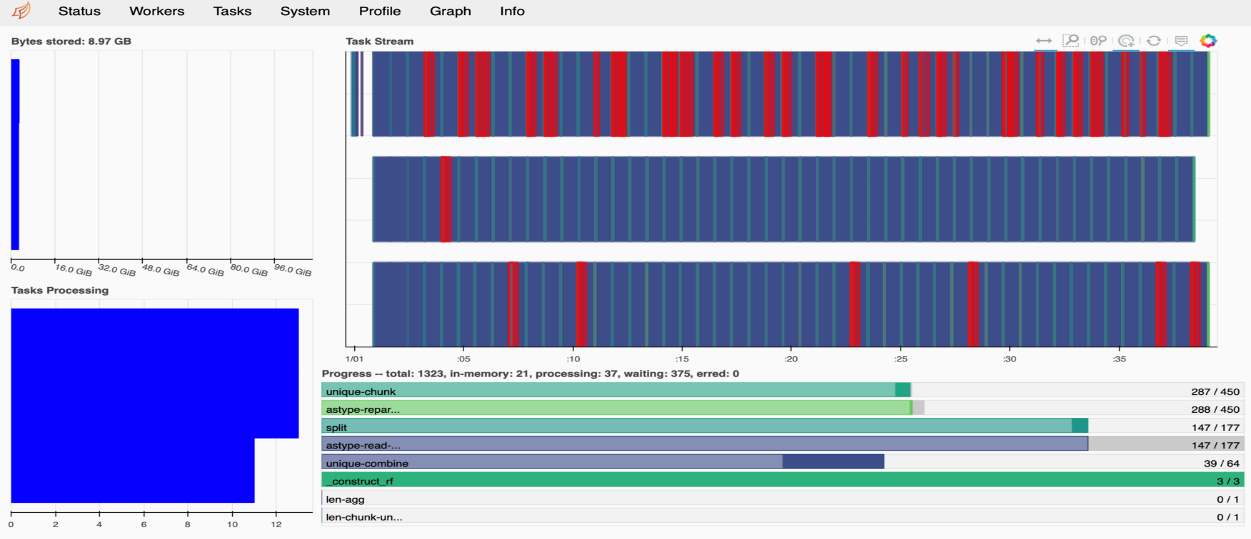 Status Workers Tasks System Profile Graph Info
Bytes stored: 8.97 GB
0.0 16.0 GiB 32.0 GiB 48.0 GiB 64.0 GiB 80.0 GiB 96.0 GiB
Tasks Processing
0 2 4 6 8 10 12
Task Stream
1/01 :05 :10 :15 :20 :25 :30 :35
Progress -- total: 1323, in-memory: 21, processing: 37, waiting: 375, erred: 0
unique-chunk 287 / 450
astype-repar... 288 / 450
split 147 / 177
astype-read-... 147 / 177
unique-combine 39 / 64
_construct_rf 3 / 3
len-agg 0 / 1
len-chunk-un... 0 / 1